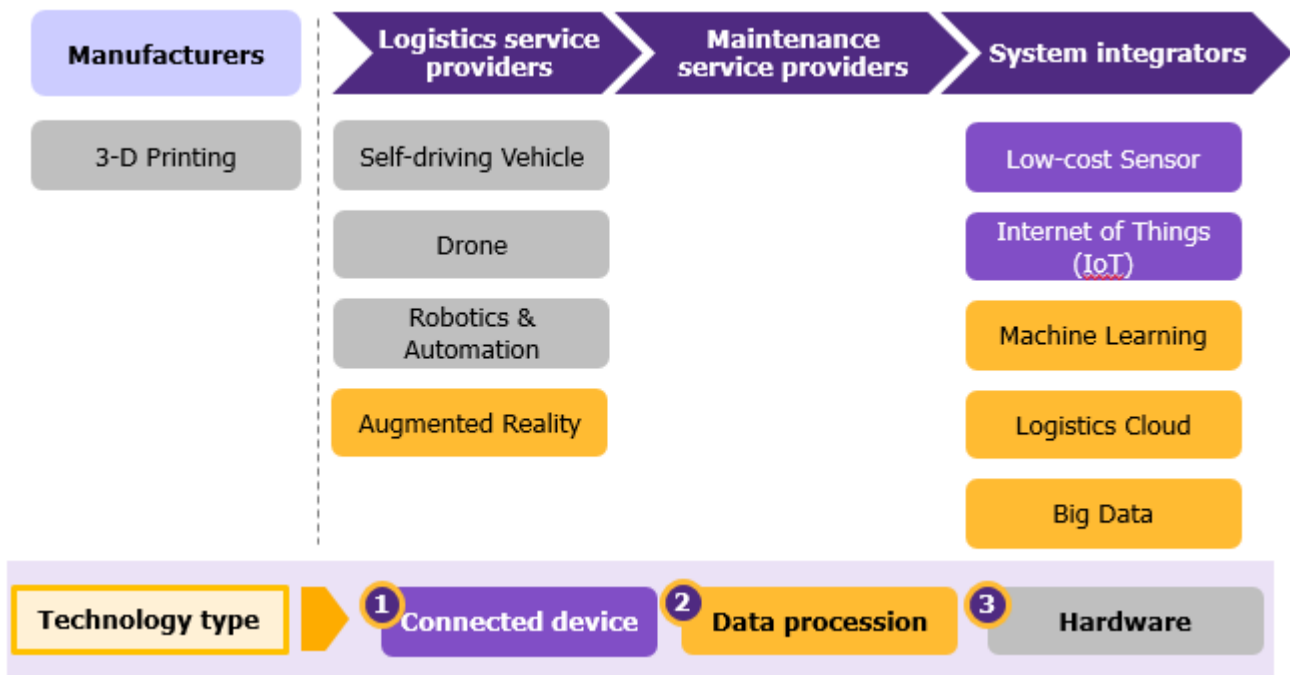 Manufacturers
Logistics service
providers
Maintenance
service providers
System integrators
3-D Printing
Self-driving Vehicle
Drone
Robotics &
Automation
Augmented Reality
Low-cost Sensor
Internet of Things
(IoT)
Machine Learning
Logistics Cloud
Big Data
Technology type
1
Connected device
2
Data procession
3
Hardware